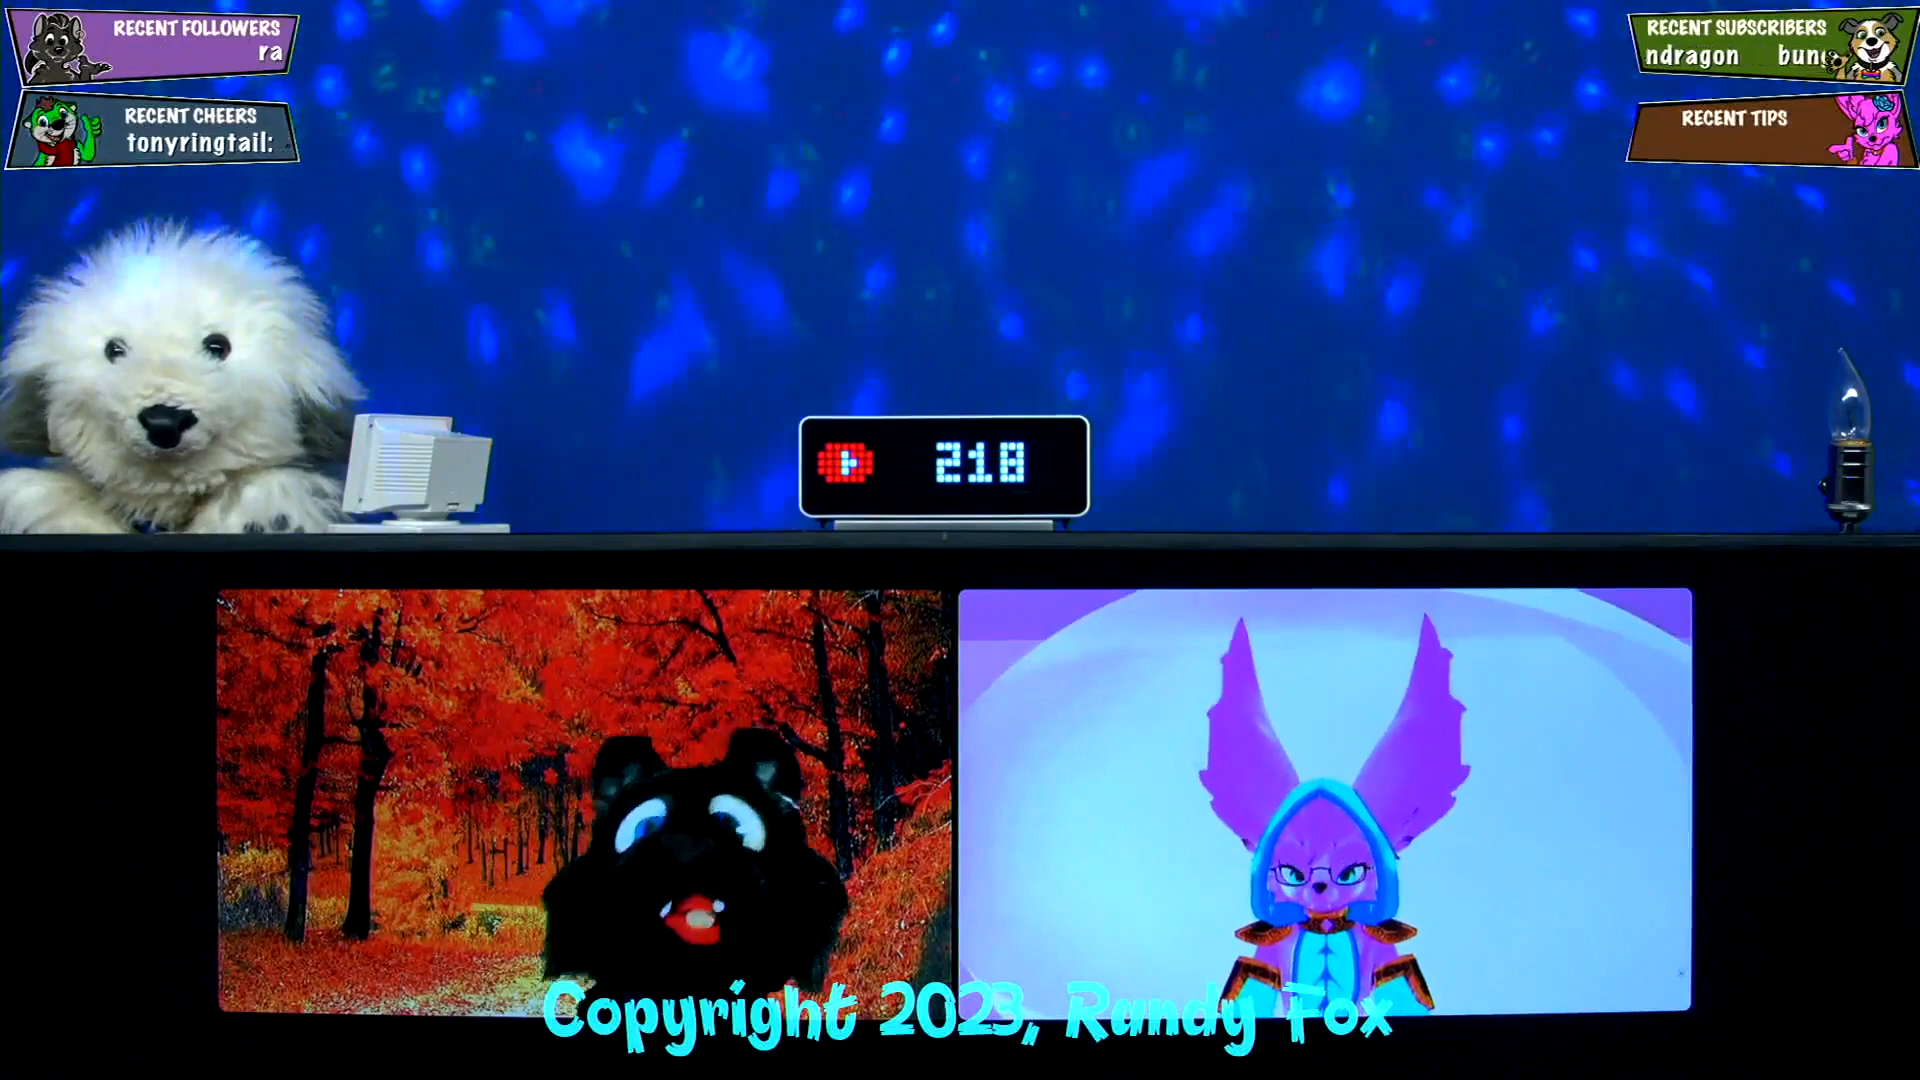 RECENT FOLLOWERS
ra
RECENT CHEERS
tonyringtail:
RECENT SUBSCRIBERS
ndragon
RECENT TIPS
218
Copyright 2023, Randy Fox